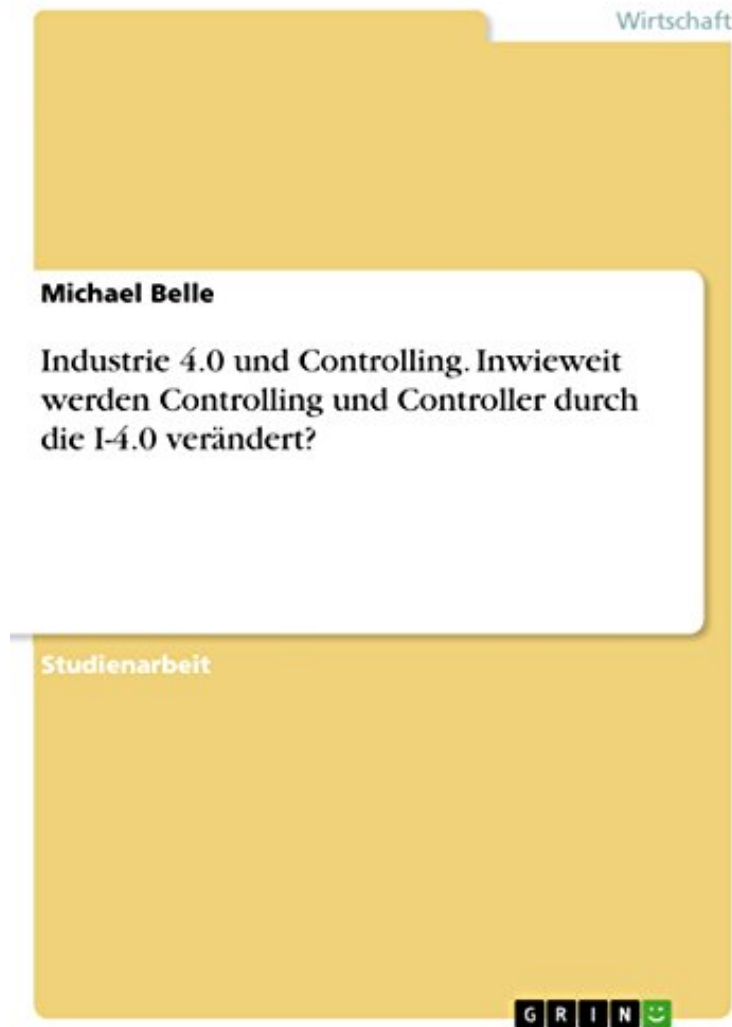 Wirtschaft
Michael Belle
Industrie 4.0 und Controlling. Inwieweit
werden Controlling und Controller durch
die I-4.0 verändert?
Studienarbeit
GRIN